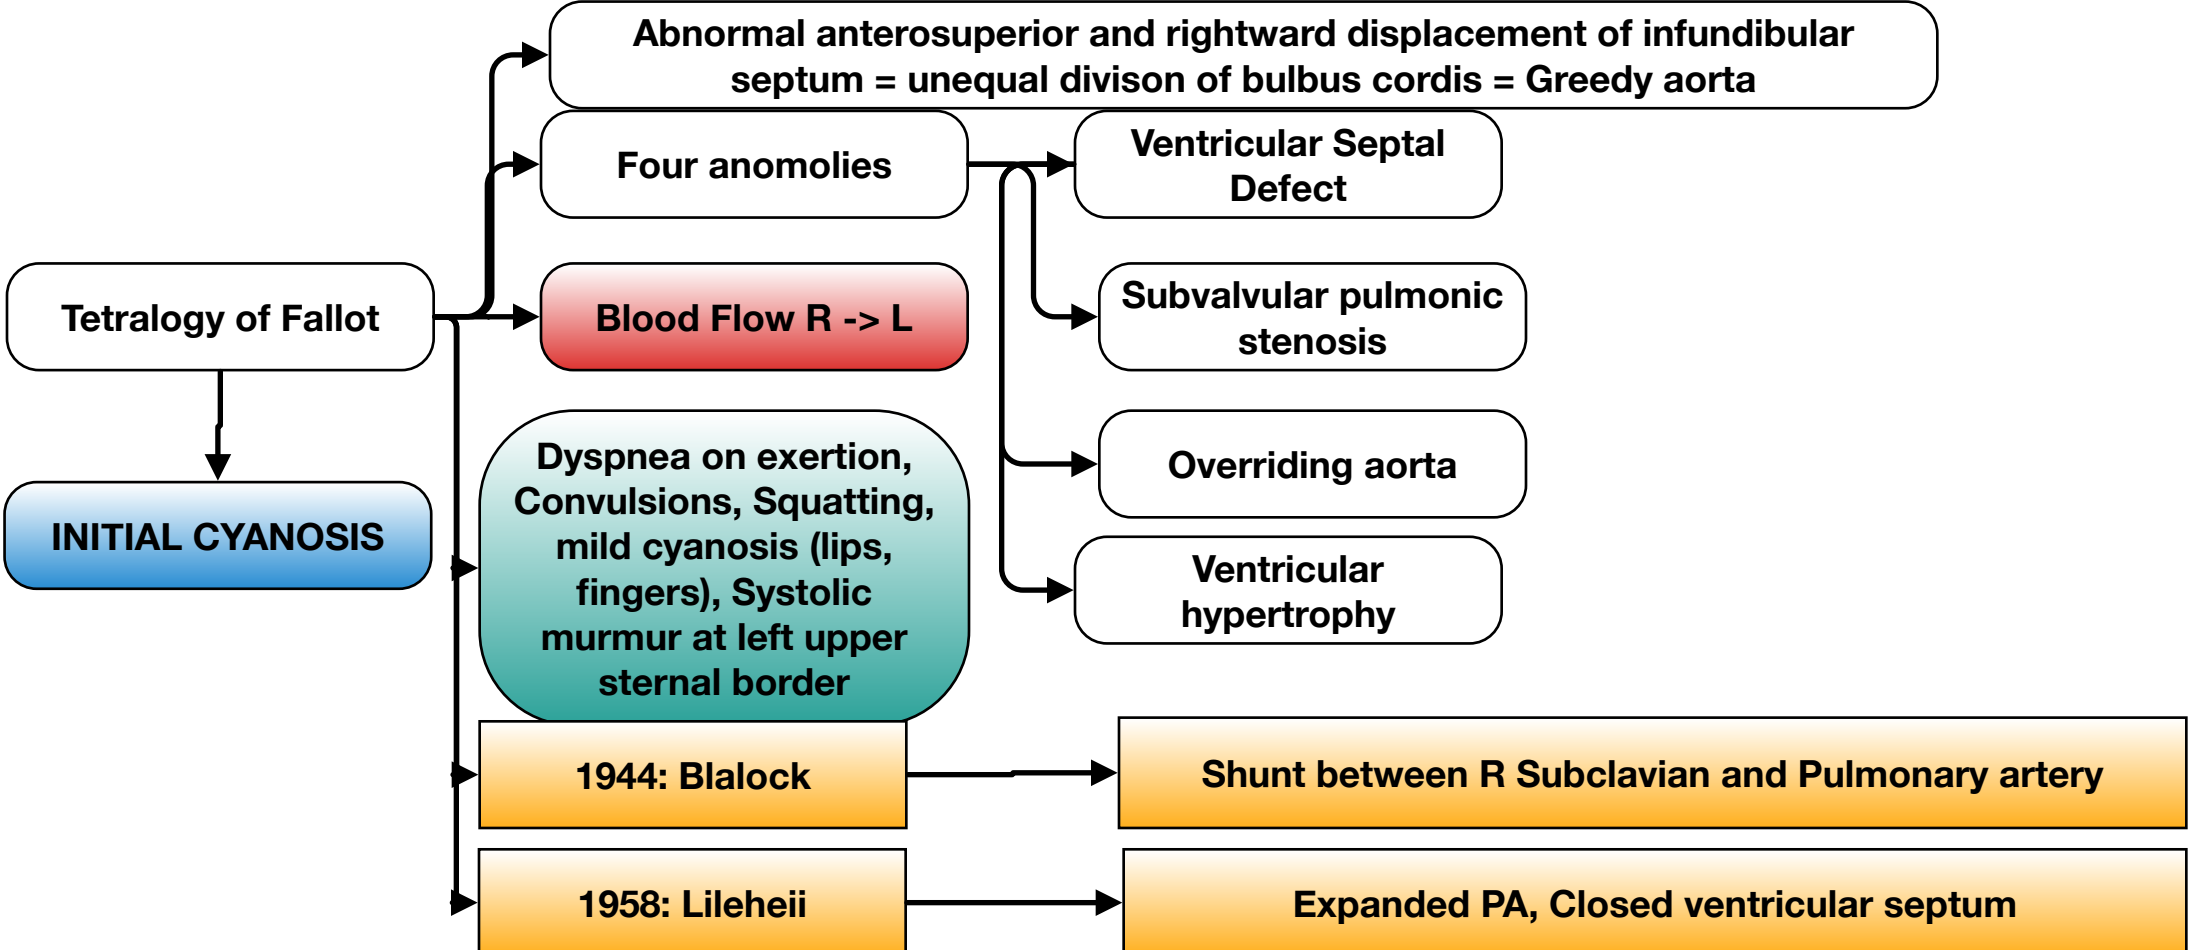 Abnormal anterosuperior and rightward displacement of infundibular
septum = unequal divison of bulbus cordis = Greedy aorta
Four anomolies
Ventricular Septal
Defect
Tetralogy of Fallot
Blood Flow R -> L
Subvalvular pulmonic
stenosis
Dyspnea on exertion,
Convulsions, Squatting,
mild cyanosis (lips,
fingers), Systolic
murmur at left upper
sternal border
Overriding aorta
INITIAL CYANOSIS
Ventricular
hypertrophy
1944: Blalock
Shunt between R Subclavian and Pulmonary artery
1958: Lileheii
Expanded PA, Closed ventricular septum